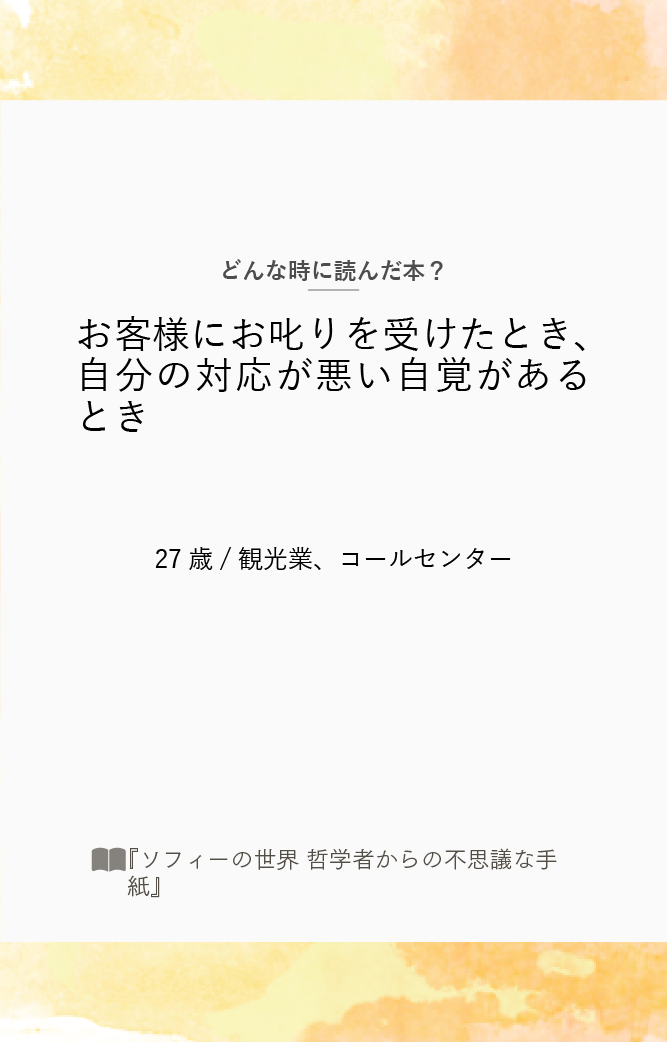 どんな時に読んだ本？
お客様にお叱りを受けたとき、
自分の対応が悪い自覚がある
とき
27 歳 / 観光業、コールセンター
『ソフィーの世界 哲学者からの不思議な手
紙』